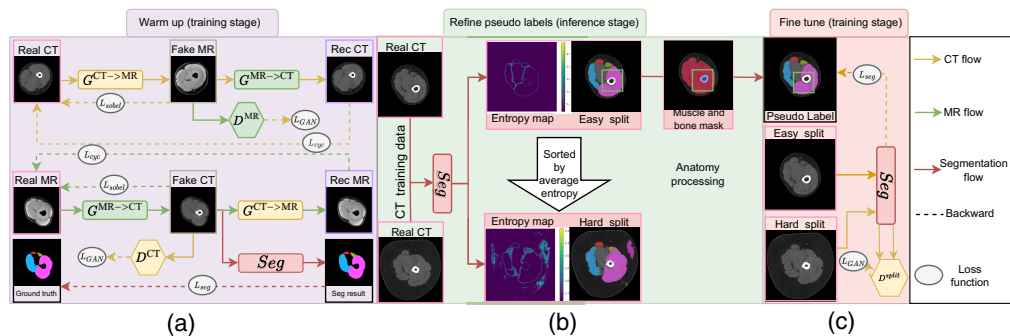 Warm up (training stage)
Real CT
Fake MR
Rec CT
G^CT->MR
G^MR->CT
L_sobel
D^MR
L_GAN
L_cyc
L_cyc
Real MR
L_sobel
Fake CT
Rec MR
G^MR->CT
G^CT->MR
L_GAN
D^CT
Seg
Ground truth
L_seg
Seg result
(a)
Refine pseudo labels (inference stage)
Real CT
CT training data
Seg
Real CT
Entropy map
Easy split
Muscle and
bone mask
Sorted
by
average
entropy
Anatomy
processing
Entropy map
Hard split
(b)
Fine tune (training stage)
Pseudo Label
L_seg
Easy split
Seg
Hard split
L_GAN
D^split
(c)
CT flow
MR flow
Segmentation
flow
Backward
Loss
function